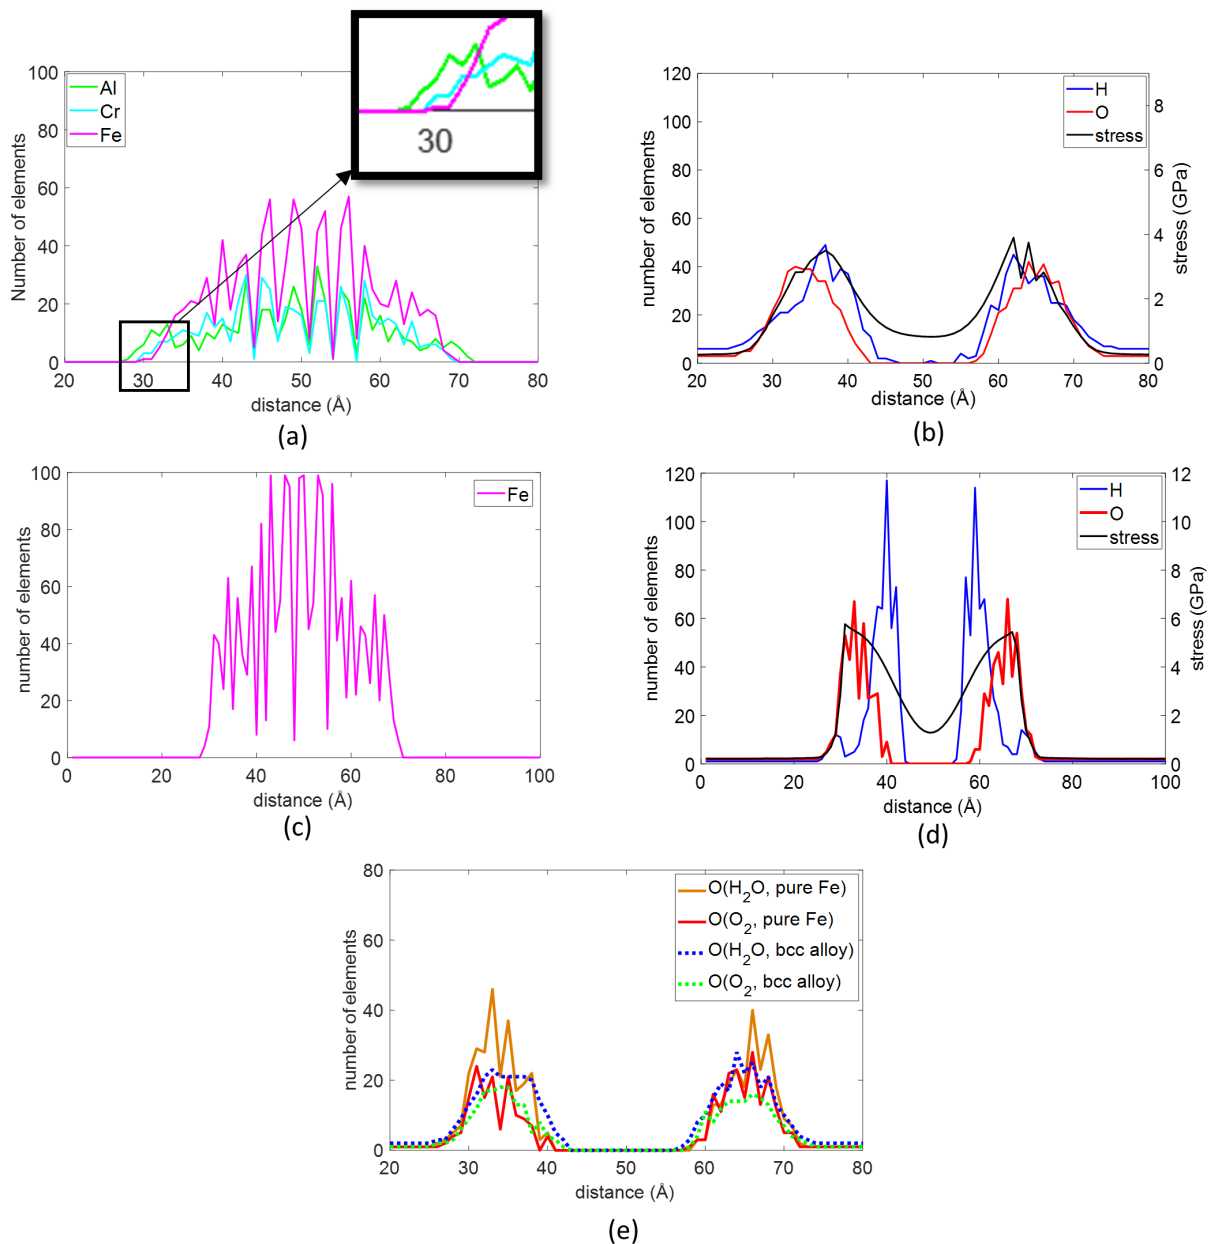 30
100
80
60
40
20
0
Number of elements
Al
Cr
Fe
20 30 40 50 60 70 80
distance (Å)
(a)
120
100
80
60
40
20
0
number of elements
H
O
stress
8
6
4
2
0
stress (GPa)
20 30 40 50 60 70 80
distance (Å)
(b)
100
80
60
40
20
0
number of elements
Fe
0 20 40 60 80 100
distance (Å)
(c)
120
100
80
60
40
20
0
number of elements
H
O
stress
12
10
8
6
4
2
0
stress (GPa)
0 20 40 60 80 100
distance (Å)
(d)
80
60
40
20
0
number of elements
O(H₂O, pure Fe)
O(O₂, pure Fe)
O(H₂O, bcc alloy)
O(O₂, bcc alloy)
20 30 40 50 60 70 80
distance (Å)
(e)